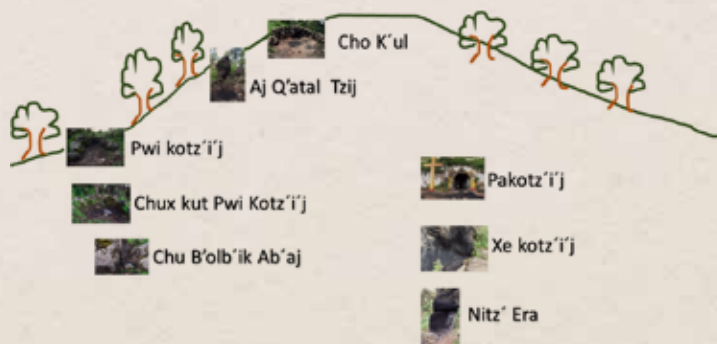 Cho K´ul
Aj Q’atal Tzij
Pwi kotz´i´j
Chux kut Pwi Kotz´i´j
Chu B’olb´ik Ab´aj
Pakotz´i´j
Xe kotz´i´j
Nitz´ Era